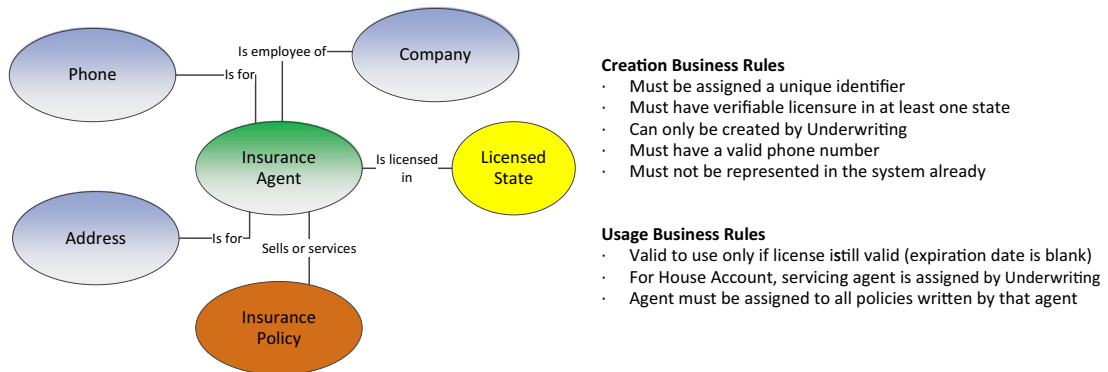 Phone
Is for
Is employee of
Company
Insurance
Agent
Is licensed
in
Licensed
State
Address
Is for
Sells or services
Insurance
Policy
Creation Business Rules
· Must be assigned a unique identifier
· Must have verifiable licensure in at least one state
· Can only be created by Underwriting
· Must have a valid phone number
· Must not be represented in the system already
Usage Business Rules
· Valid to use only if license istill valid (expiration date is blank)
· For House Account, servicing agent is assigned by Underwriting
· Agent must be assigned to all policies written by that agent